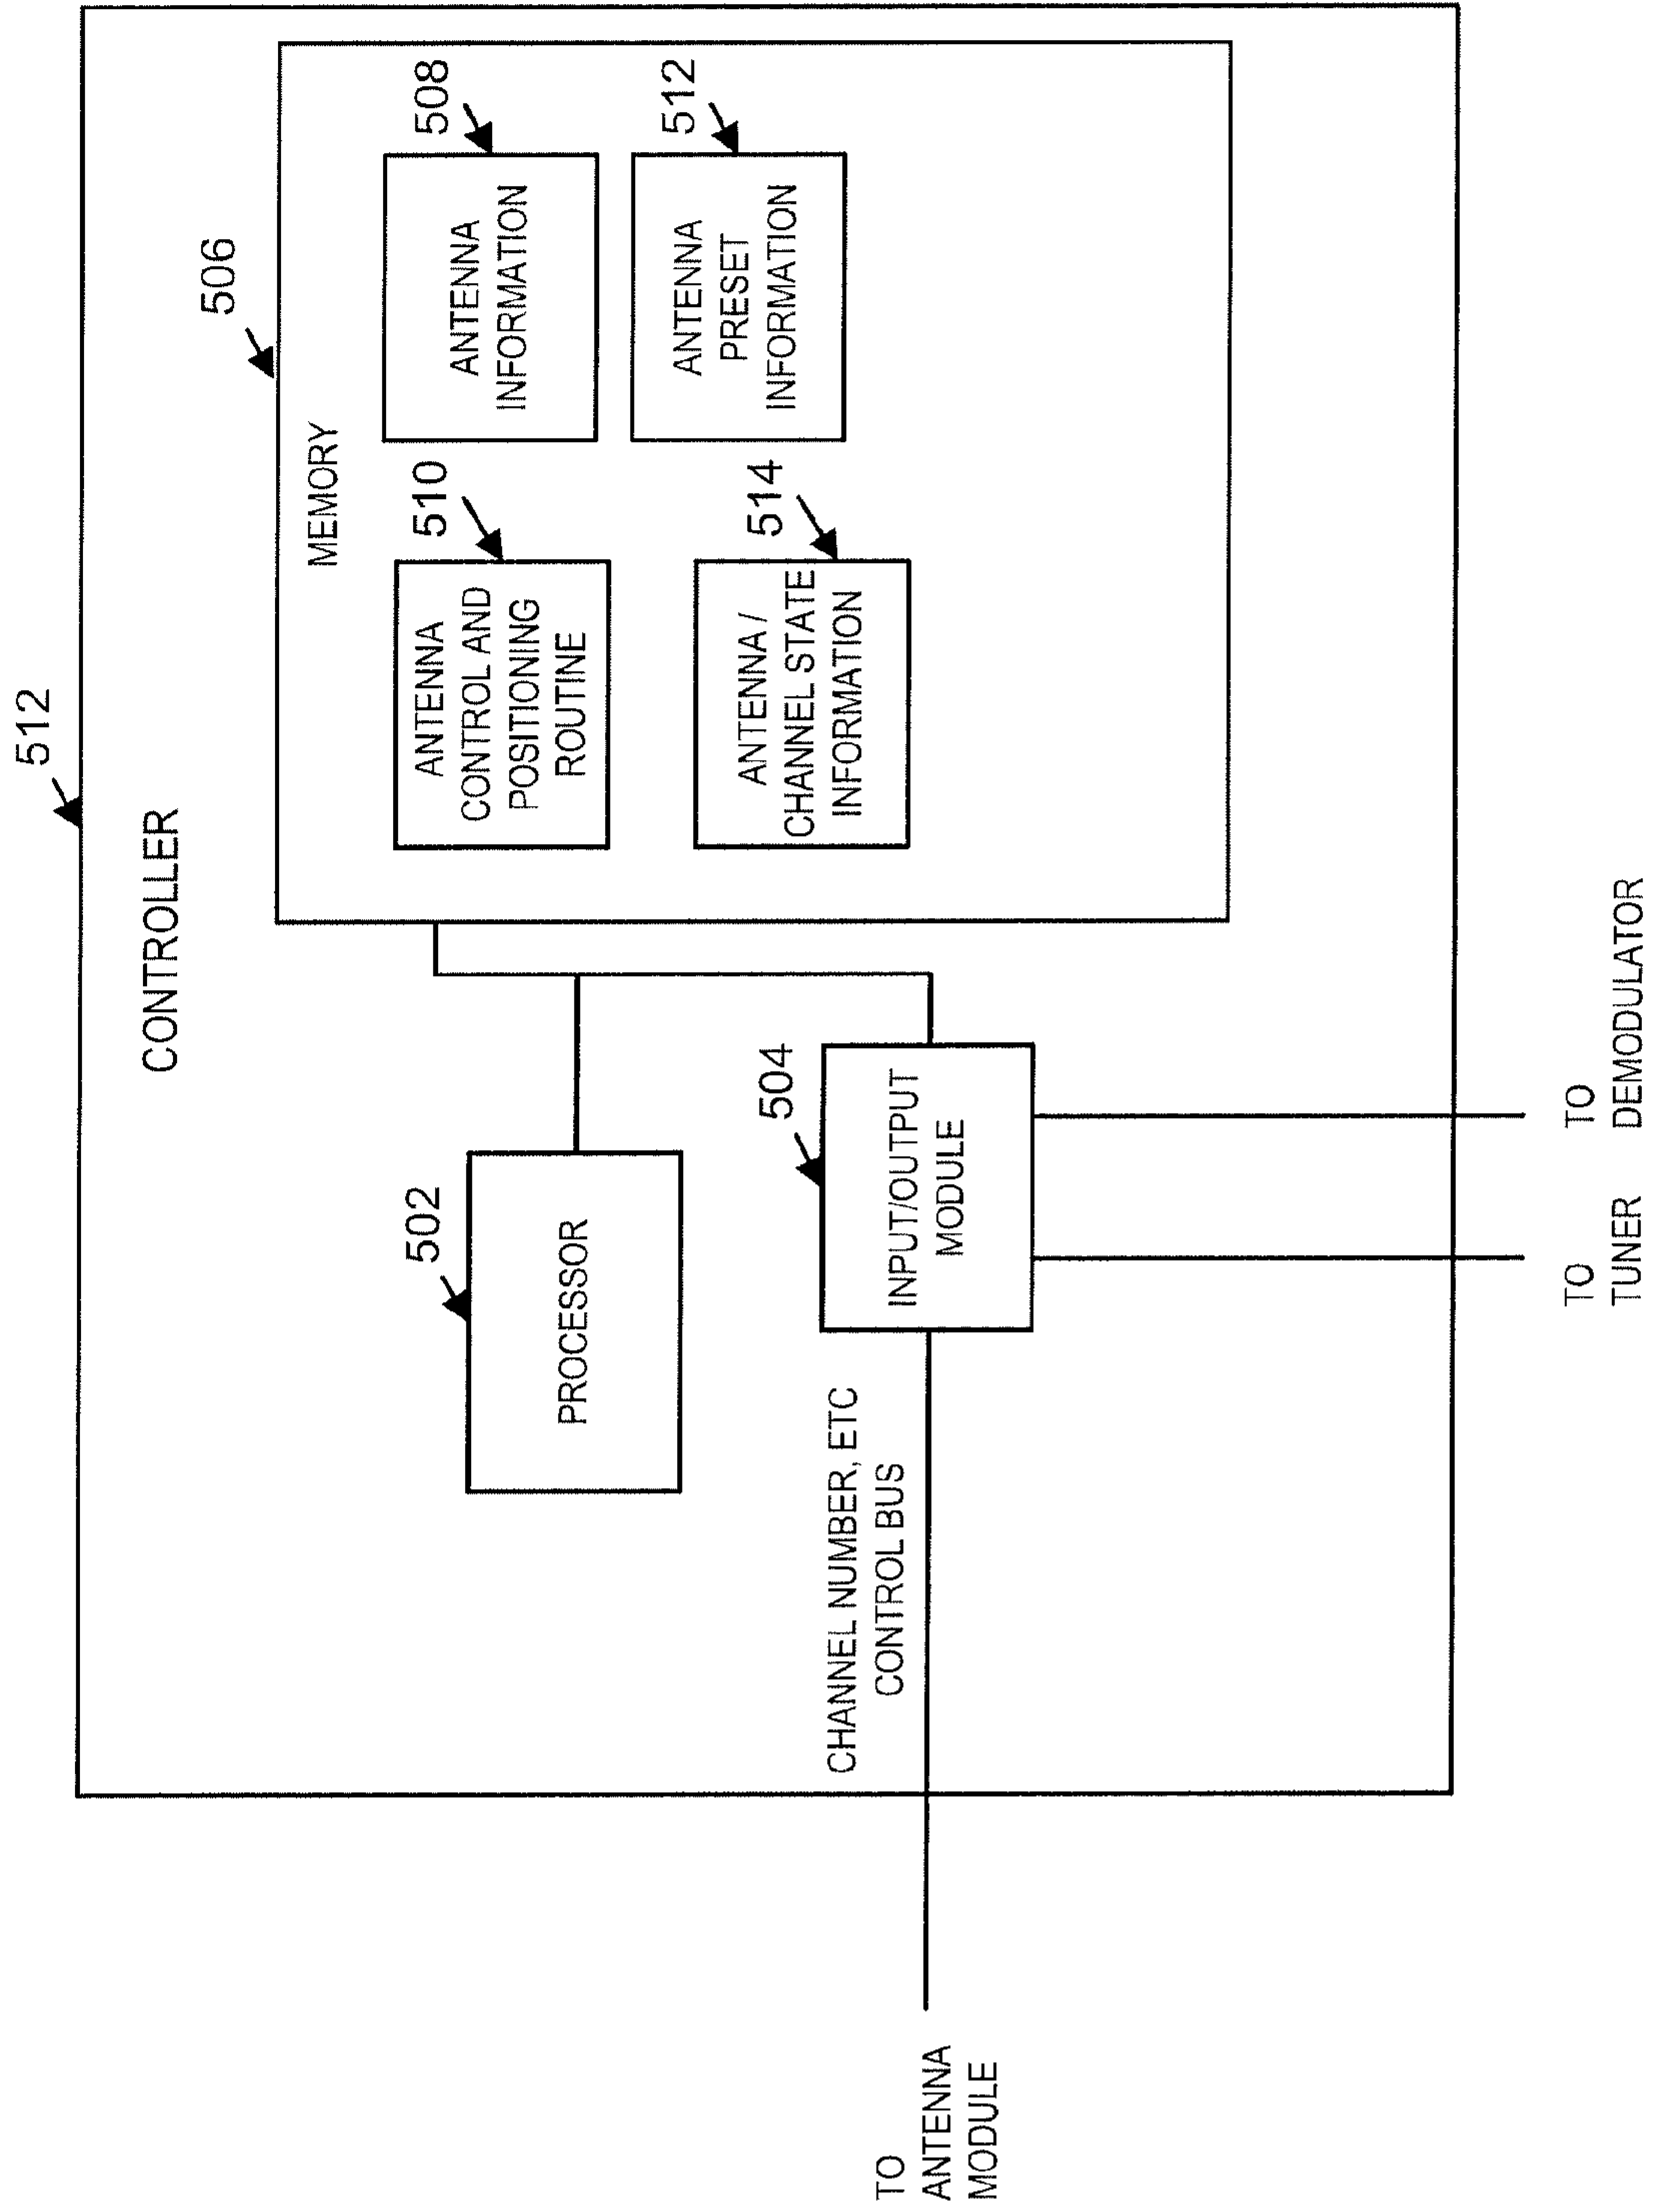 512
CONTROLLER
506
MEMORY
510
ANTENNA
CONTROL AND
POSITIONING
ROUTINE
508
ANTENNA
INFORMATION
514
ANTENNA /
CHANNEL STATE
INFORMATION
512
ANTENNA
PRESET
INFORMATION
502
PROCESSOR
504
INPUT/OUTPUT
MODULE
CHANNEL NUMBER, ETC
CONTROL BUS
TO
ANTENNA
MODULE
TO
TUNER
TO
DEMODULATOR